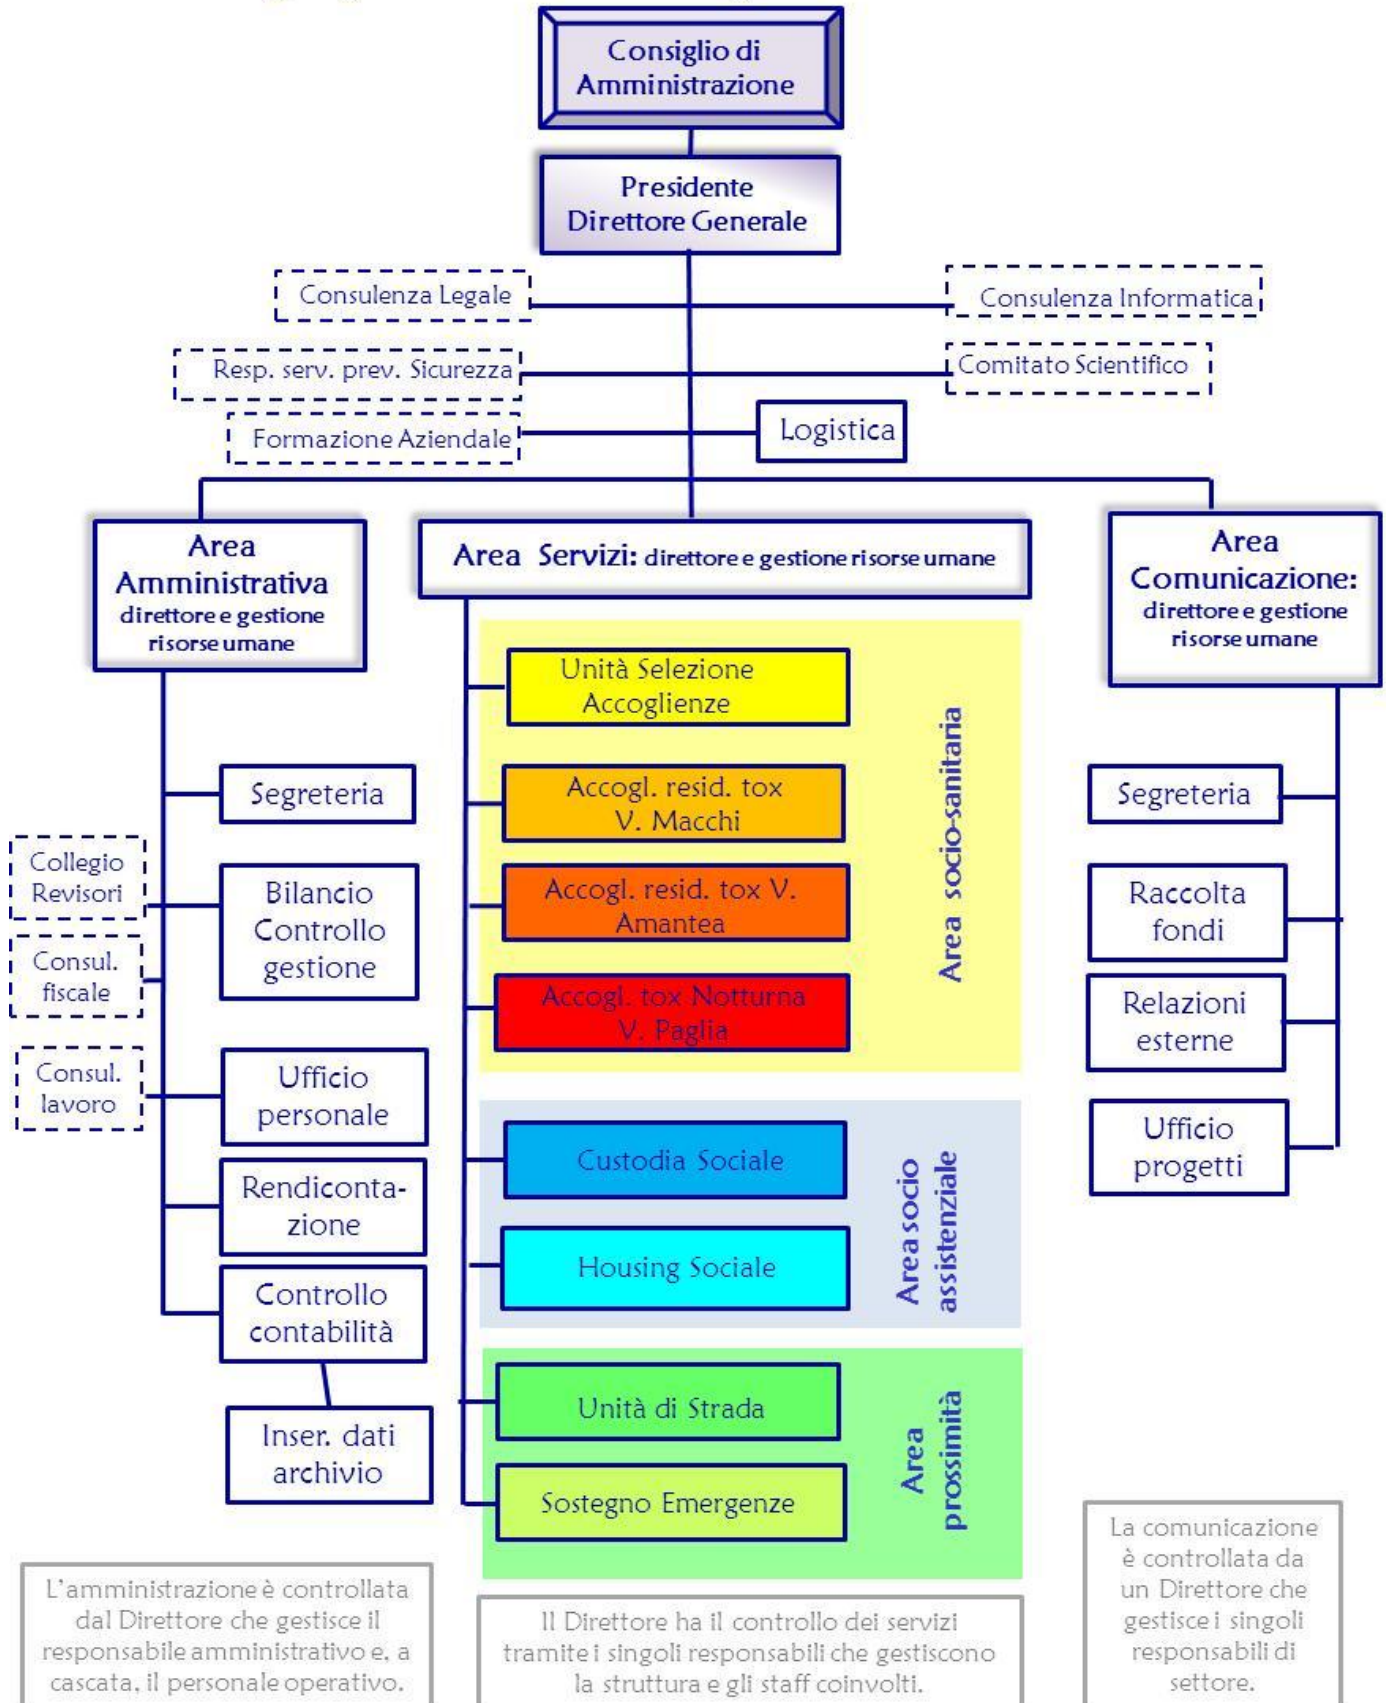 Consiglio di
Amministrazione
Presidente
Direttore Generale
Consulenza Legale
Consulenza Informatica
Resp. serv. prev. Sicurezza
Comitato Scientifico
Formazione Aziendale
Logistica
Area
Amministrativa
direttore e gestione
risorse umane
Area Servizi: direttore e gestione risorse umane
Area
Comunicazione:
direttore e gestione
risorse umane
Segreteria
Collegio
Revisori
Bilancio
Controllo
gestione
Consul.
fiscale
Consul.
lavoro
Ufficio
personale
Rendiconta-
zione
Controllo
contabilità
Inser. dati
archivio
Unità Selezione
Accoglienze
Accogl. resid. tox
V. Macchi
Accogl. resid. tox V.
Amantea
Accogl. tox Notturna
V. Paglia
Area socio-sanitaria
Custodia Sociale
Housing Sociale
Area socio
assistenziale
Unità di Strada
Sostegno Emergenze
Area
prossimità
Segreteria
Raccolta
fondi
Relazioni
esterne
Ufficio
progetti
L'amministrazione è controllata
dal Direttore che gestisce il
responsabile amministrativo e, a
cascata, il personale operativo.
Il Direttore ha il controllo dei servizi
tramite i singoli responsabili che gestiscono
la struttura e gli staff coinvolti.
La comunicazione
è controllata da
un Direttore che
gestisce i singoli
responsabili di
settore.